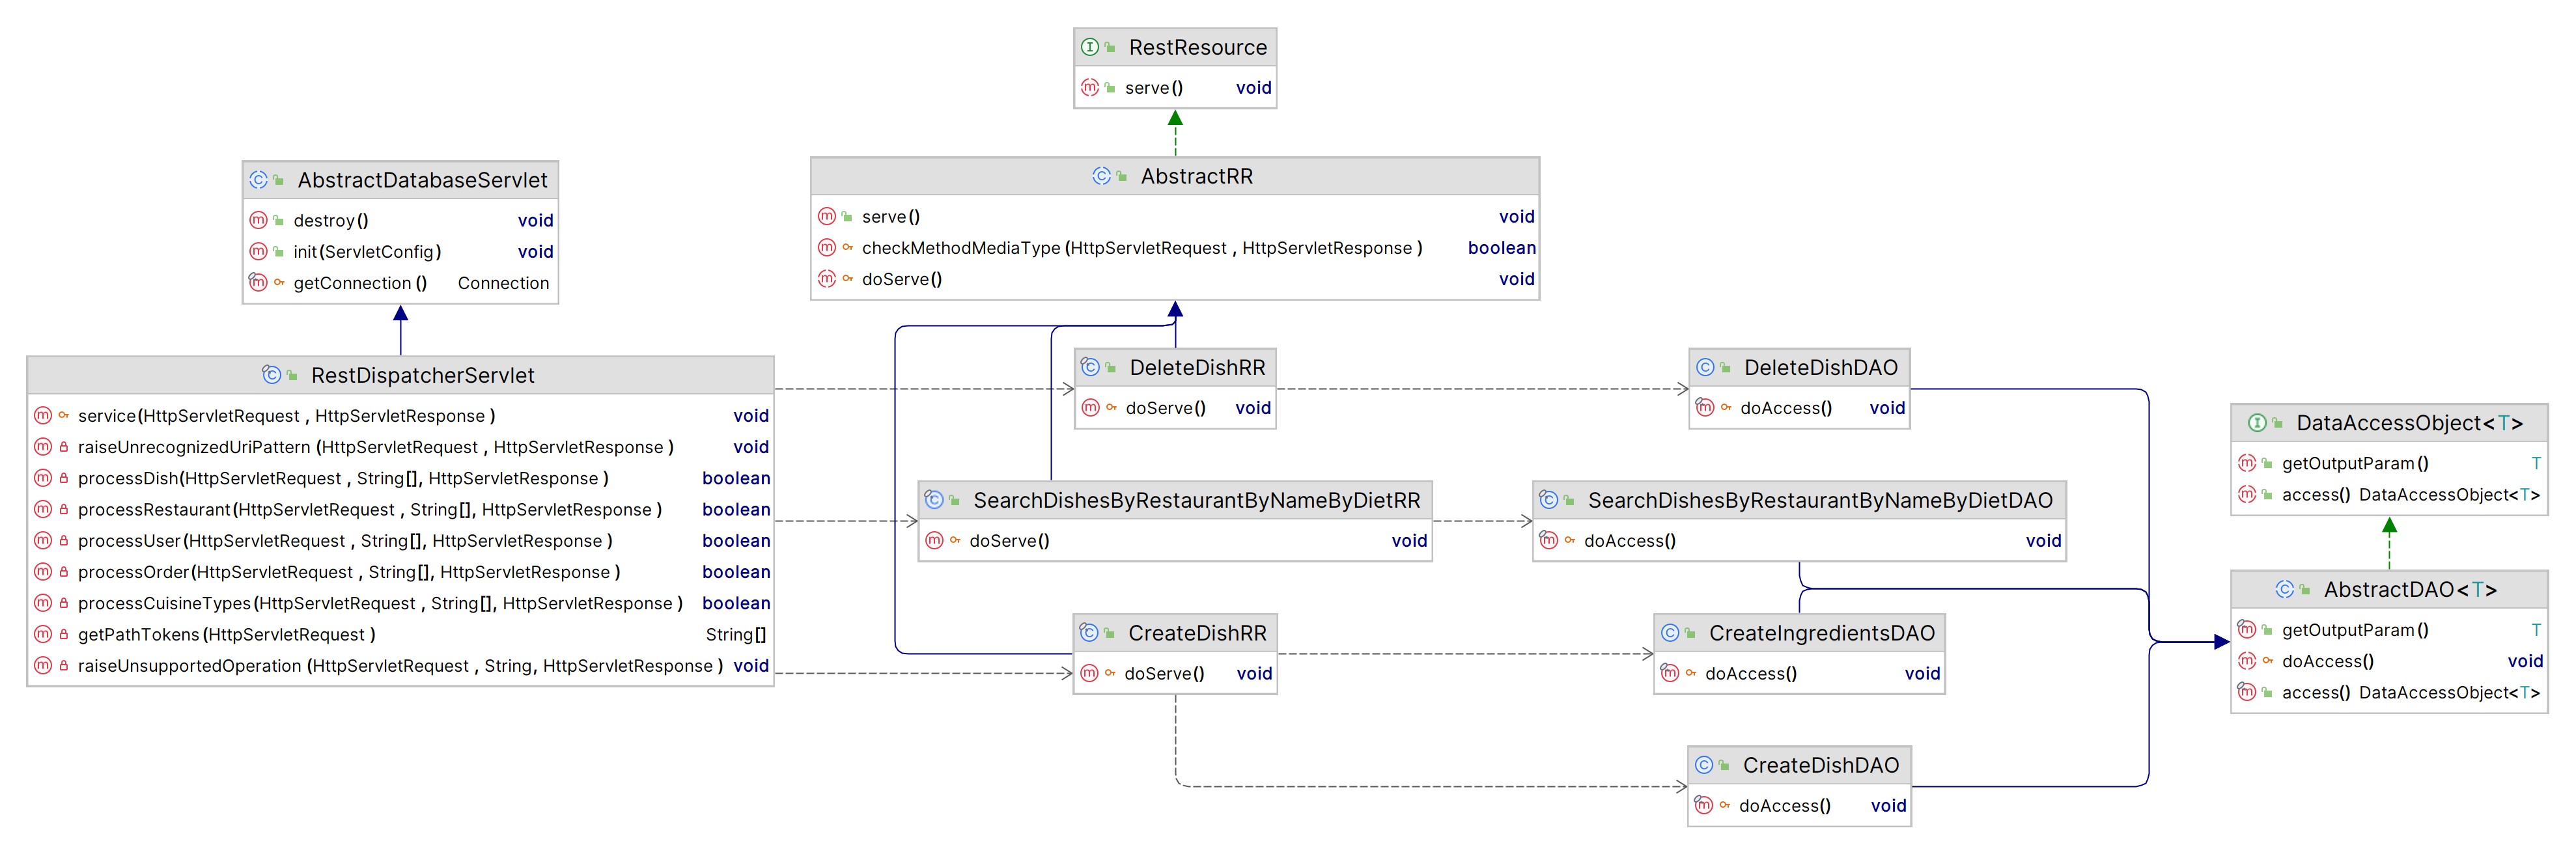 RestResource
serve() void
AbstractDatabaseServlet
destroy() void
init(ServletConfig) void
getConnection() Connection
AbstractRR
serve() void
checkMethodMediaType(HttpServletRequest, HttpServletResponse) boolean
doServe() void
RestDispatcherServlet
service(HttpServletRequest, HttpServletResponse) void
raiseUnrecognizedUriPattern(HttpServletRequest, HttpServletResponse) void
processDish(HttpServletRequest, String[], HttpServletResponse) boolean
processRestaurant(HttpServletRequest, String[], HttpServletResponse) boolean
processUser(HttpServletRequest, String[], HttpServletResponse) boolean
processOrder(HttpServletRequest, String[], HttpServletResponse) boolean
processCuisineTypes(HttpServletRequest, String[], HttpServletResponse) boolean
getPathTokens(HttpServletRequest) String[]
raiseUnsupportedOperation(HttpServletRequest, String, HttpServletResponse) void
DeleteDishRR
doServe() void
DeleteDishDAO
doAccess() void
SearchDishesByRestaurantByNameByDietRR
doServe() void
SearchDishesByRestaurantByNameByDietDAO
doAccess() void
CreateDishRR
doServe() void
CreateIngredientsDAO
doAccess() void
CreateDishDAO
doAccess() void
DataAccessObject<T>
getOutputParam() T
access() DataAccessObject<T>
AbstractDAO<T>
getOutputParam() T
doAccess() void
access() DataAccessObject<T>